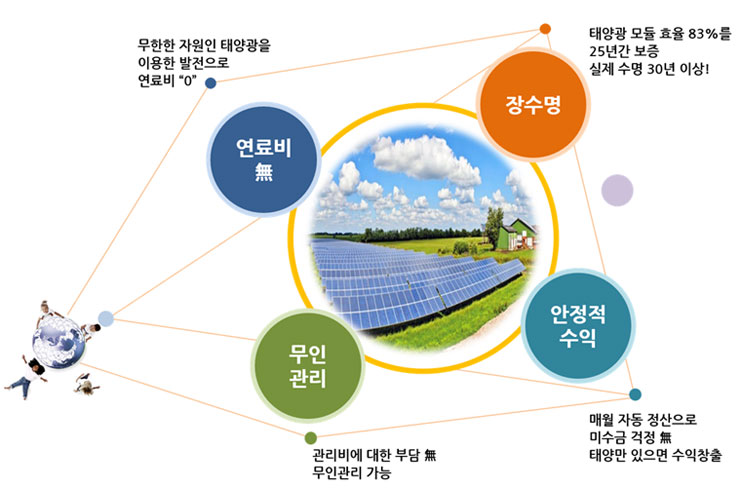 무한한 자원인 태양광을
이용한 발전으로
연료비 “0”
태양광 모듈 효율 83%를
25년간 보증
실제 수명 30년 이상!
장수명
연료비
無
안정적
수익
무인
관리
매월 자동 정산으로
미수금 걱정 無
태양만 있으면 수익창출
관리비에 대한 부담 無
무인관리 가능